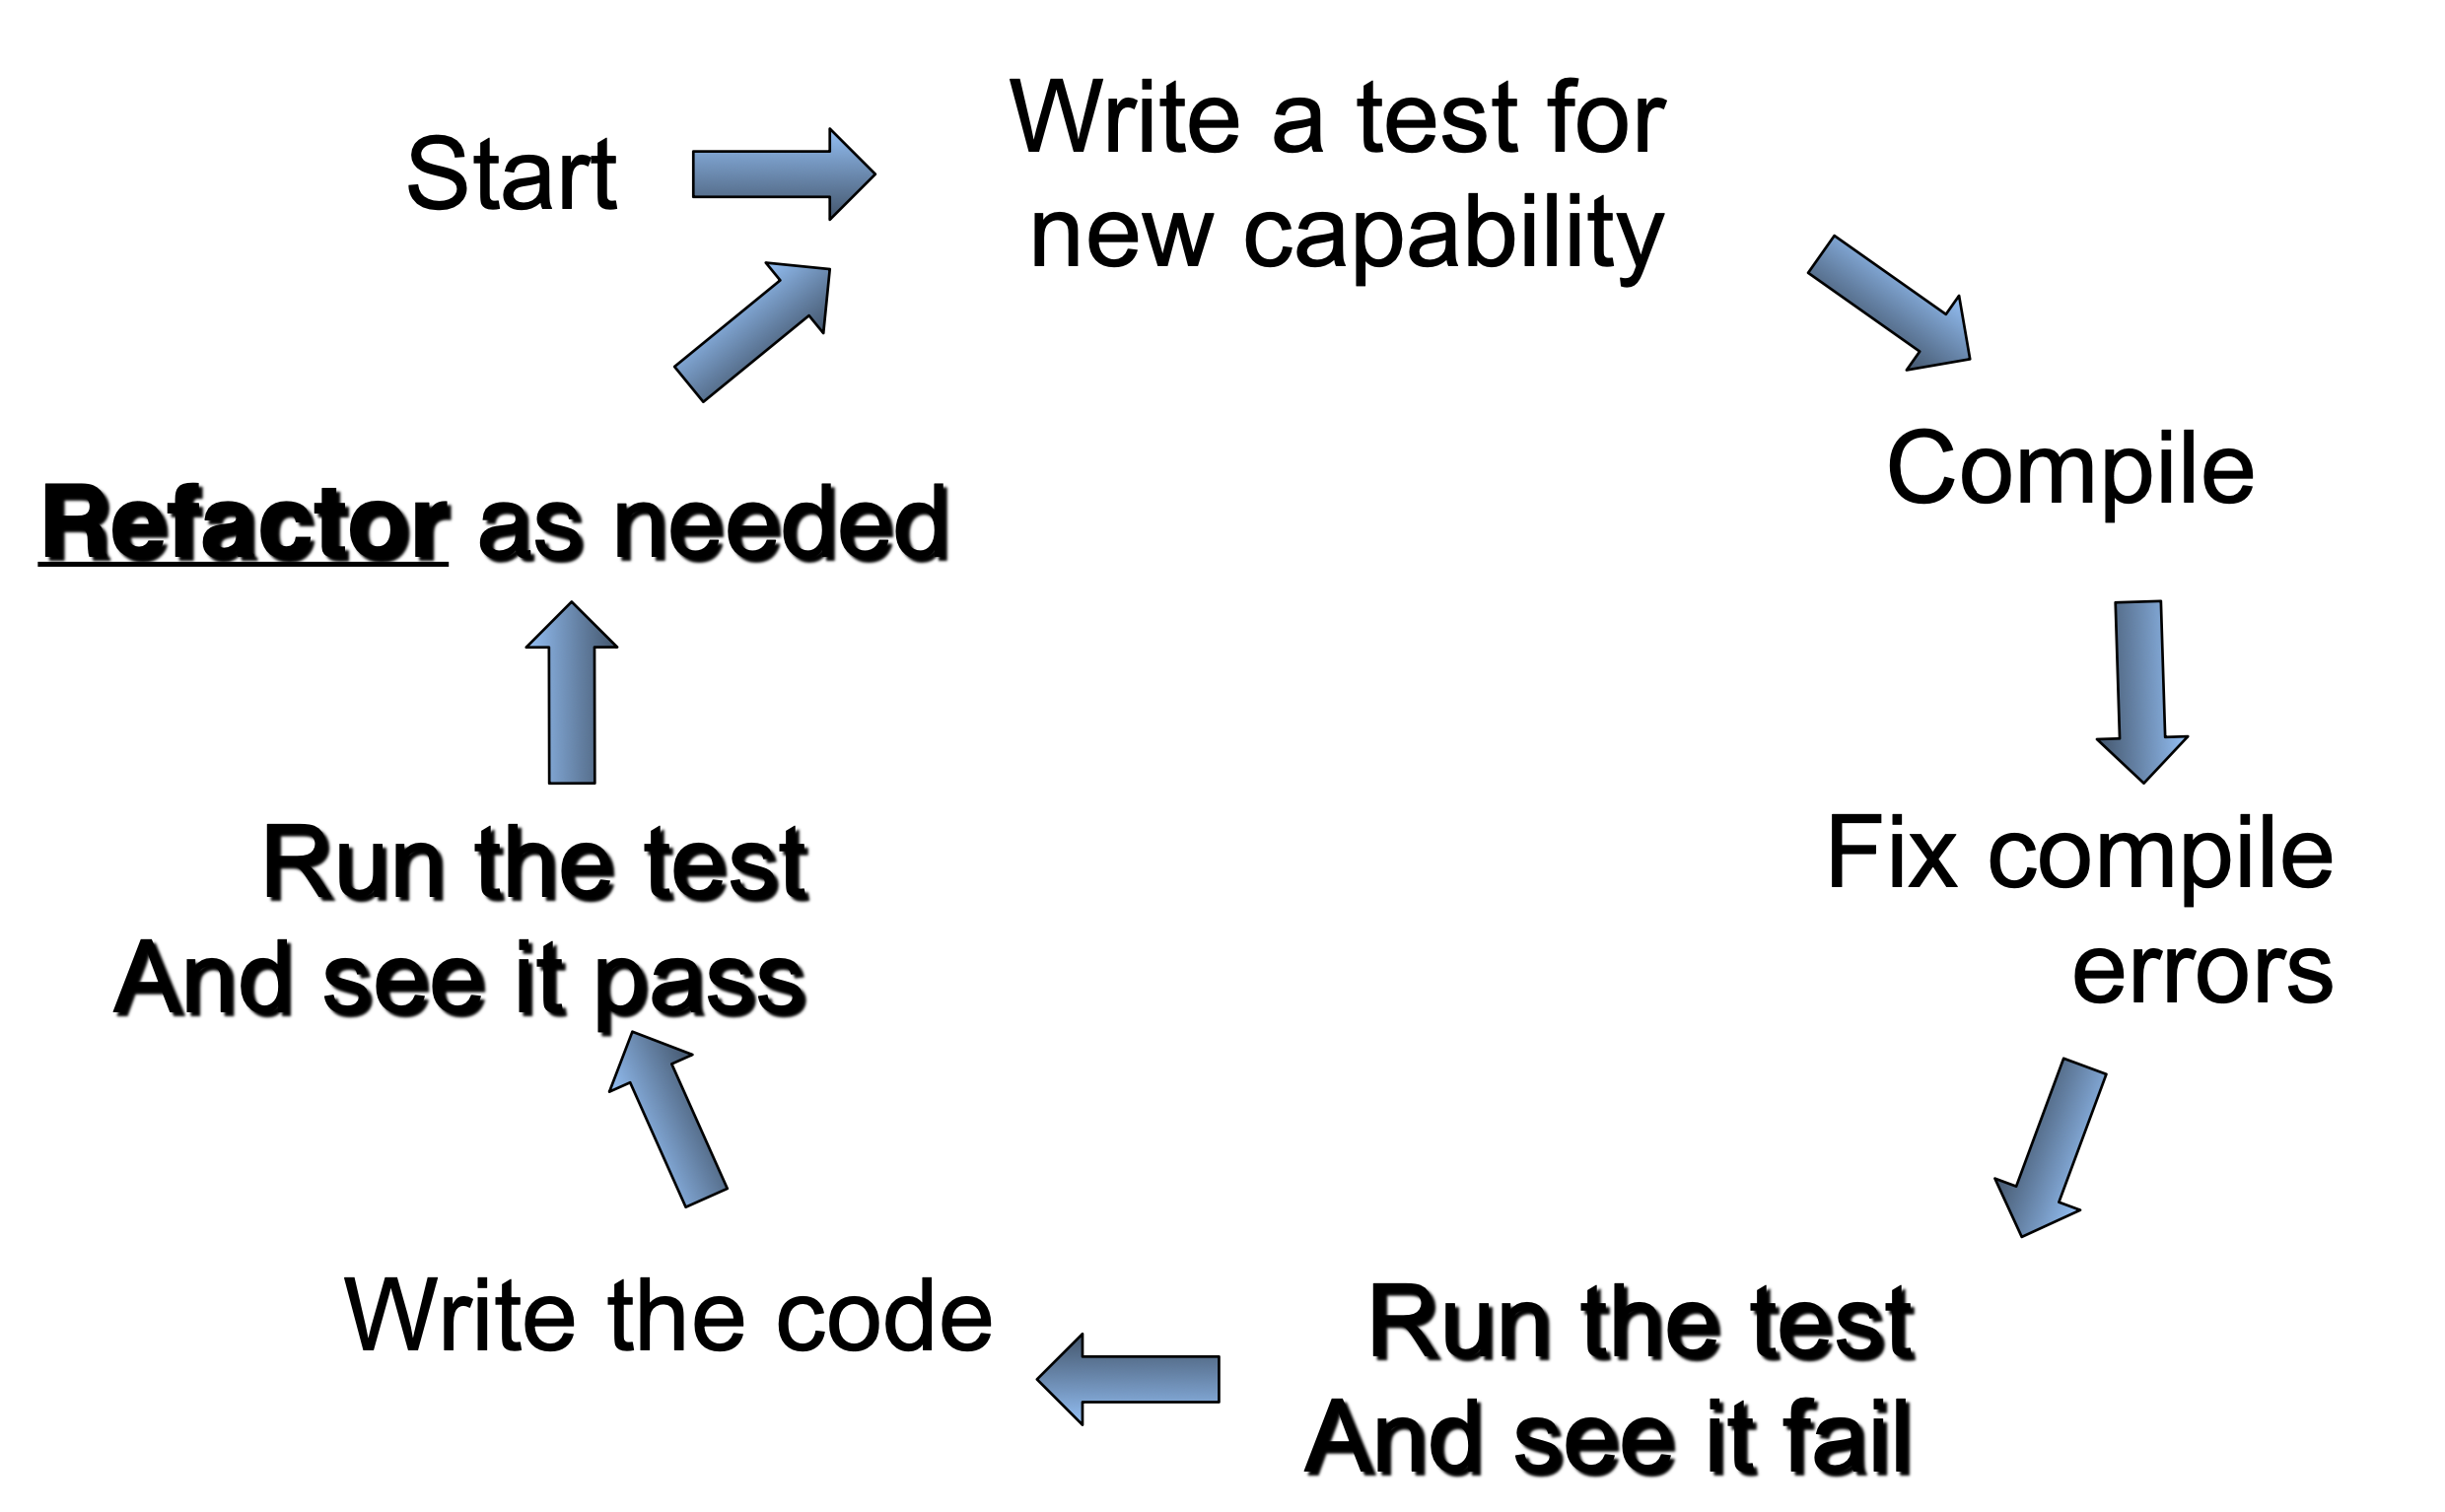 Start
Write a test for
new capability
Compile
Fix compile
errors
Run the test
And see it fail
Write the code
Run the test
And see it pass
Refactor as needed